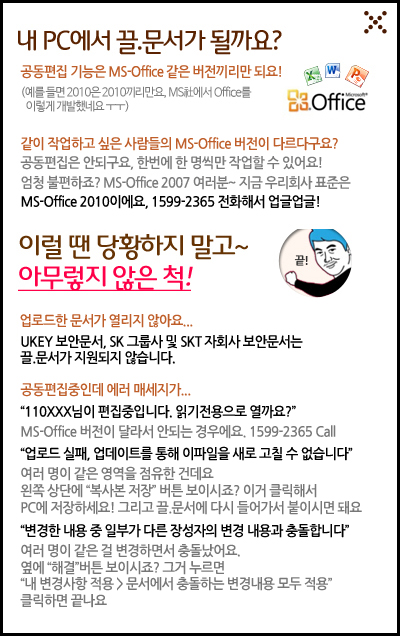 내 PC에서 끌.문서가 될까요?
공동편집 기능은 MS-Office 같은 버전끼리만 되요!
(예를 들면 2010은 2010끼리만요, MS社에서 Office를
이렇게 개발했네요 ㅜㅜ)
Microsoft®
Office
같이 작업하고 싶은 사람들의 MS-Office 버전이 다르다구요?
공동편집은 안되구요, 한번에 한 명씩만 작업할 수 있어요!
엄청 불편하죠? MS-Office 2007 여러분~ 지금 우리회사 표준은
MS-Office 2010이에요, 1599-2365 전화해서 업글업글!
이럴 땐 당황하지 말고~
아무렇지 않은 척!
끝!
업로드한 문서가 열리지 않아요...
UKEY 보안문서, SK 그룹사 및 SKT 자회사 보안문서는
끌.문서가 지원되지 않습니다.
공동편집중인데 에러 매세지가...
“110XXX님이 편집중입니다. 읽기전용으로 열까요?”
MS-Office 버전이 달라서 안되는 경우에요. 1599-2365 Call
“업로드 실패, 업데이트를 통해 이파일을 새로 고칠 수 없습니다”
여러 명이 같은 영역을 점유한 건데요
왼쪽 상단에 “복사본 저장” 버튼 보이시죠? 이거 클릭해서
PC에 저장하세요! 그리고 끌.문서에 다시 들어가서 붙이시면 돼요
“변경한 내용 중 일부가 다른 장성자의 변경 내용과 충돌합니다”
여러 명이 같은 걸 변경하면서 충돌났어요.
옆에 “해결”버튼 보이시죠? 그거 누르면
“내 변경사항 적용 > 문서에서 충돌하는 변경내용 모두 적용”
클릭하면 끝나요